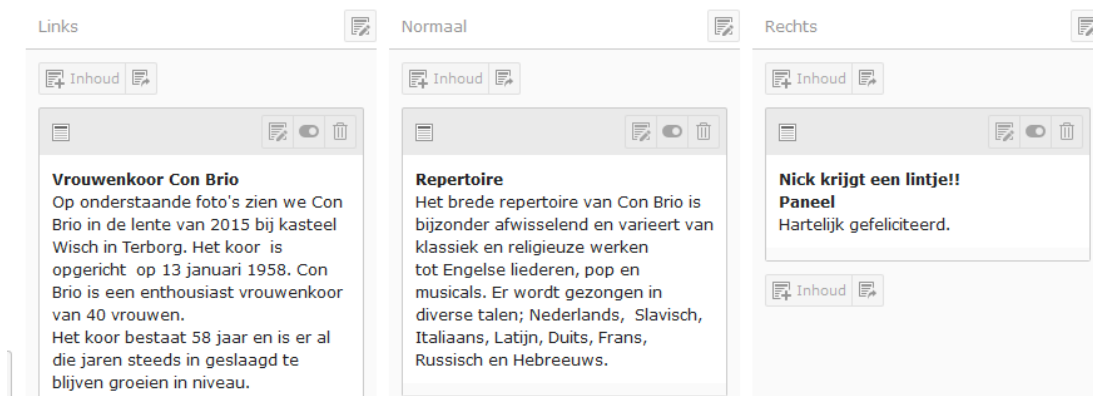 Links
Inhoud
Vrouwenkoor Con Brio
Op onderstaande foto's zien we Con
Brio in de lente van 2015 bij kasteel
Wisch in Terborg. Het koor  is
opgericht  op 13 januari 1958. Con
Brio is een enthousiast vrouwenkoor
van 40 vrouwen.
Het koor bestaat 58 jaar en is er al
die jaren steeds in geslaagd te
blijven groeien in niveau.
Normaal
Inhoud
Repertoire
Het brede repertoire van Con Brio is
bijzonder afwisselend en varieert van
klassiek en religieuze werken
tot Engelse liederen, pop en
musicals. Er wordt gezongen in
diverse talen; Nederlands,  Slavisch,
Italiaans, Latijn, Duits, Frans,
Russisch en Hebreeuws.
Rechts
Inhoud
Nick krijgt een lintje!!
Paneel
Hartelijk gefeliciteerd.
Inhoud